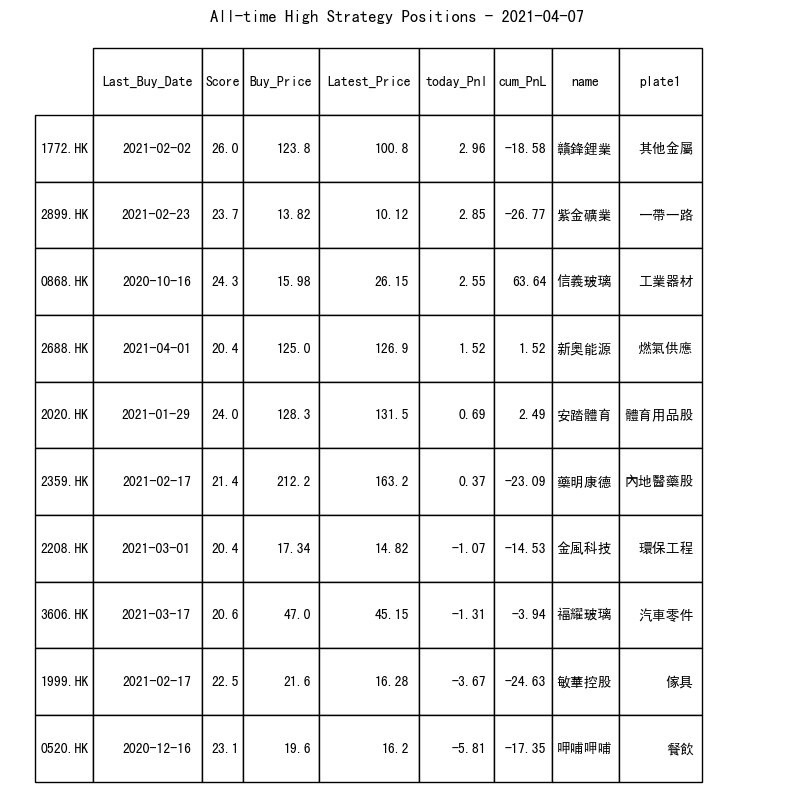 All-time High Strategy Positions - 2021-04-07
Last_Buy_Date Score Buy_Price Latest_Price today_Pnl cum_PnL name plate1
1772.HK 2021-02-02 26.0 123.8 100.8 2.96 -18.58 贛鋒鋰業 其他金屬
2899.HK 2021-02-23 23.7 13.82 10.12 2.85 -26.77 紫金礦業 一帶一路
0868.HK 2020-10-16 24.3 15.98 26.15 2.55 63.64 信義玻璃 工業器材
2688.HK 2021-04-01 20.4 125.0 126.9 1.52 1.52 新奧能源 燃氣供應
2020.HK 2021-01-29 24.0 128.3 131.5 0.69 2.49 安踏體育 體育用品股
2359.HK 2021-02-17 21.4 212.2 163.2 0.37 -23.09 藥明康德 內地醫藥股
2208.HK 2021-03-01 20.4 17.34 14.82 -1.07 -14.53 金風科技 環保工程
3606.HK 2021-03-17 20.6 47.0 45.15 -1.31 -3.94 福耀玻璃 汽車零件
1999.HK 2021-02-17 22.5 21.6 16.28 -3.67 -24.63 敏華控股 傢具
0520.HK 2020-12-16 23.1 19.6 16.2 -5.81 -17.35 呷哺呷哺 餐飲